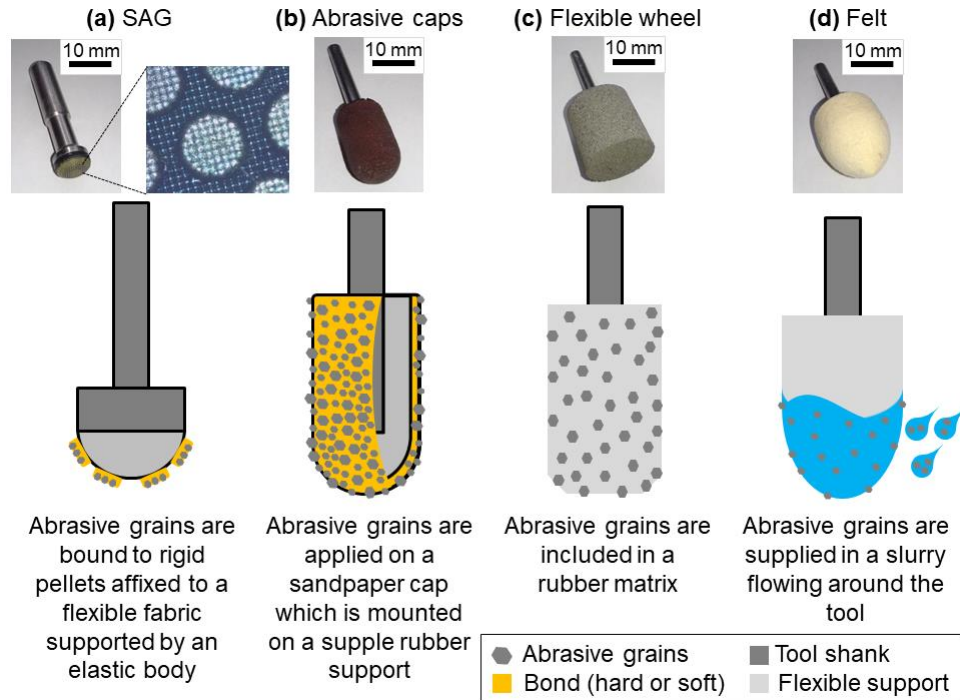 (a) SAG
(b) Abrasive caps
(c) Flexible wheel
(d) Felt
10 mm
10 mm
10 mm
10 mm
Abrasive grains are
bound to rigid
pellets affixed to a
flexible fabric
supported by an
elastic body
Abrasive grains are
applied on a
sandpaper cap
which is mounted
on a supple rubber
support
Abrasive grains are
included in a
rubber matrix
Abrasive grains are
supplied in a slurry
flowing around the
tool
Abrasive grains
Tool shank
Bond (hard or soft)
Flexible support